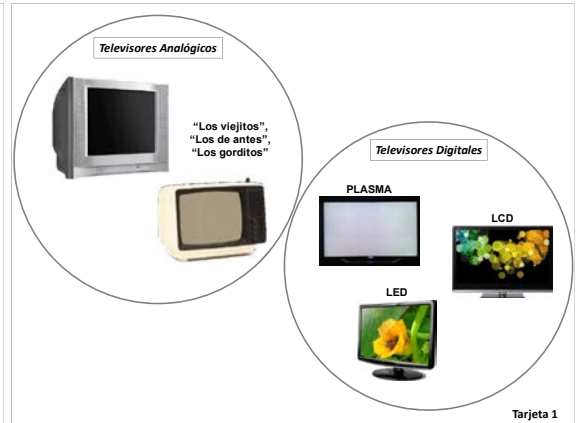 Televisores Analógicos
“Los viejitos”,
“Los de antes”,
“Los gorditos”
Televisores Digitales
PLASMA
LCD
LED
Tarjeta 1